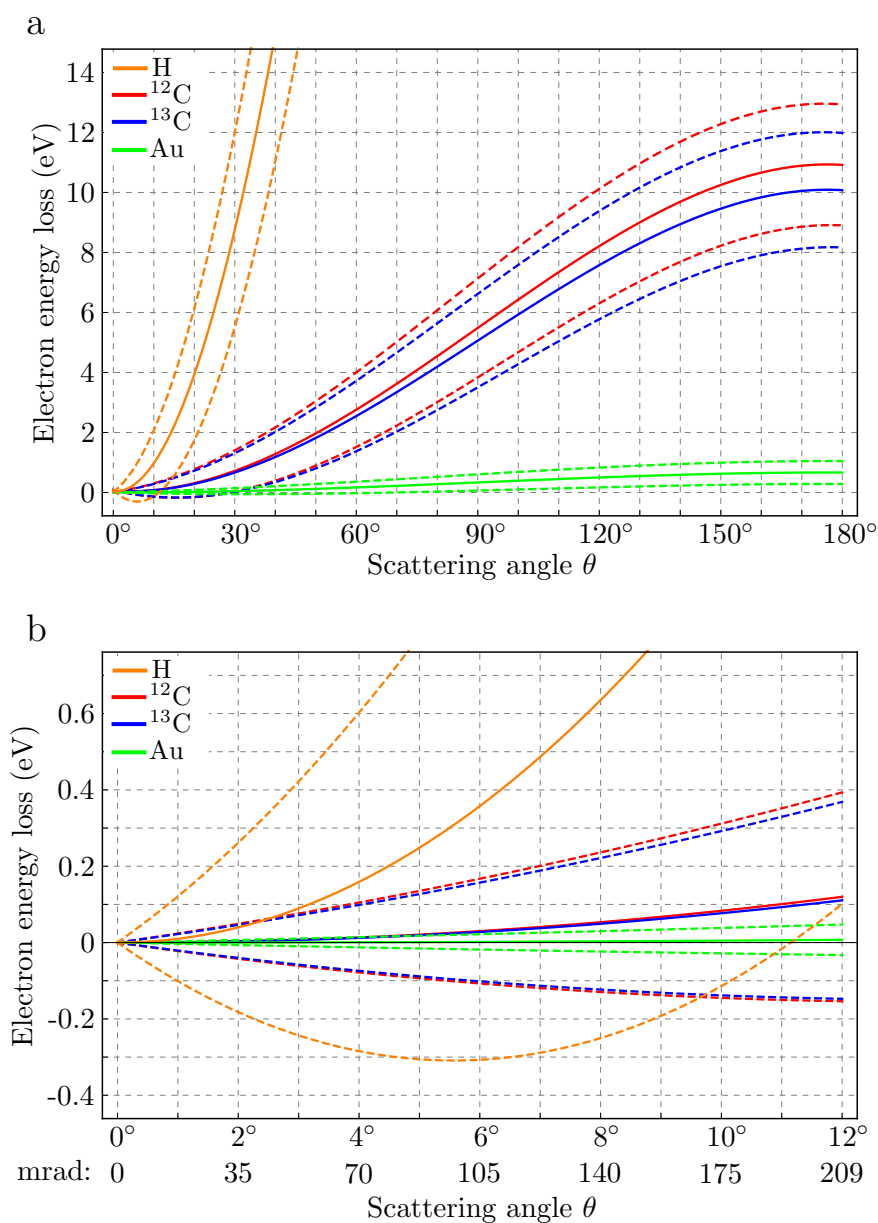 a
H
¹²C
¹³C
Au
14
12
10
8
6
4
2
0
Electron energy loss (eV)
0° 30° 60° 90° 120° 150° 180°
Scattering angle θ
b
H
¹²C
¹³C
Au
0.6
0.4
0.2
0
-0.2
-0.4
Electron energy loss (eV)
0° 2° 4° 6° 8° 10° 12°
mrad: 0 35 70 105 140 175 209
Scattering angle θ